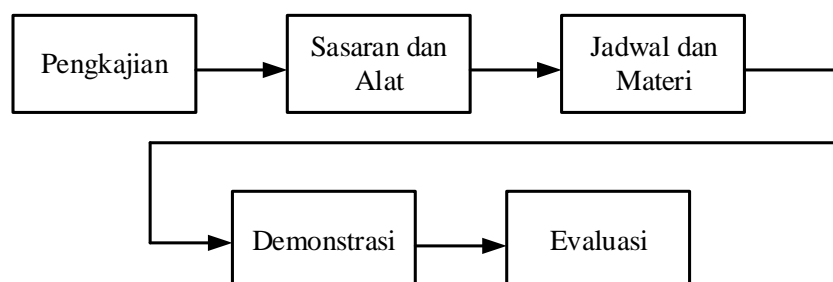 Pengkajian
Sasaran dan
Alat
Jadwal dan
Materi
Demonstrasi
Evaluasi